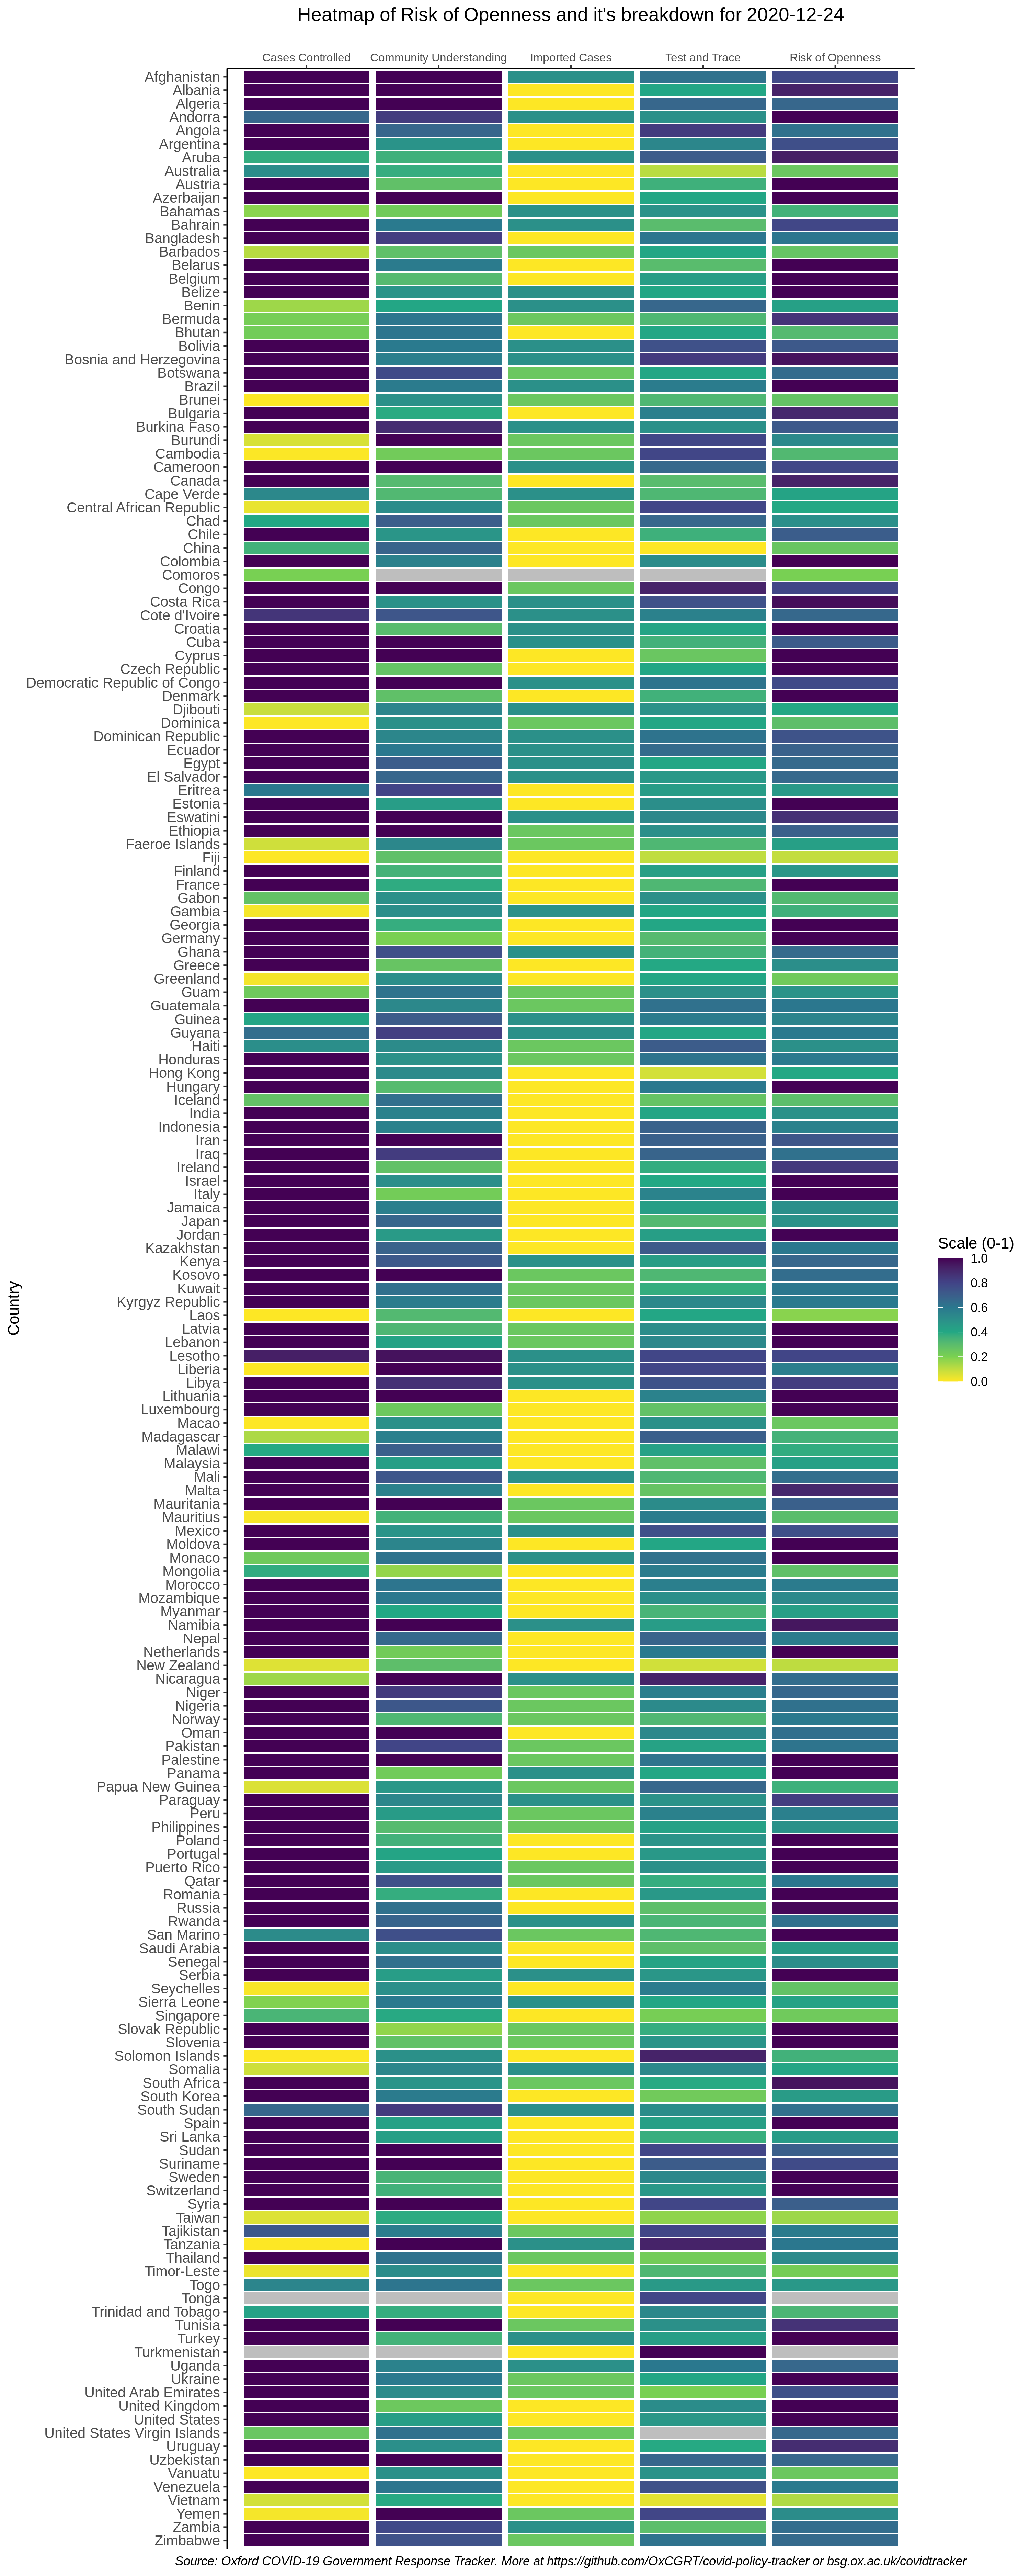 Heatmap of Risk of Openness and it's breakdown for 2020-12-24
Cases Controlled Community Understanding Imported Cases Test and Trace Risk of Openness
Afghanistan
Albania
Algeria
Andorra
Angola
Argentina
Aruba
Australia
Austria
Azerbaijan
Bahamas
Bahrain
Bangladesh
Barbados
Belarus
Belgium
Belize
Benin
Bermuda
Bhutan
Bolivia
Bosnia and Herzegovina
Botswana
Brazil
Brunei
Bulgaria
Burkina Faso
Burundi
Cambodia
Cameroon
Canada
Cape Verde
Central African Republic
Chad
Chile
China
Colombia
Comoros
Congo
Costa Rica
Cote d'Ivoire
Croatia
Cuba
Cyprus
Czech Republic
Democratic Republic of Congo
Denmark
Djibouti
Dominica
Dominican Republic
Ecuador
Egypt
El Salvador
Eritrea
Estonia
Eswatini
Ethiopia
Faeroe Islands
Fiji
Finland
France
Gabon
Gambia
Georgia
Germany
Ghana
Greece
Greenland
Guam
Guatemala
Guinea
Guyana
Haiti
Honduras
Hong Kong
Hungary
Iceland
India
Indonesia
Iran
Iraq
Ireland
Israel
Italy
Jamaica
Japan
Jordan
Kazakhstan
Kenya
Kosovo
Kuwait
Kyrgyz Republic
Laos
Latvia
Lebanon
Lesotho
Liberia
Libya
Lithuania
Luxembourg
Macao
Madagascar
Malawi
Malaysia
Mali
Malta
Mauritania
Mauritius
Mexico
Moldova
Monaco
Mongolia
Morocco
Mozambique
Myanmar
Namibia
Nepal
Netherlands
New Zealand
Nicaragua
Niger
Nigeria
Norway
Oman
Pakistan
Palestine
Panama
Papua New Guinea
Paraguay
Peru
Philippines
Poland
Portugal
Puerto Rico
Qatar
Romania
Russia
Rwanda
San Marino
Saudi Arabia
Senegal
Serbia
Seychelles
Sierra Leone
Singapore
Slovak Republic
Slovenia
Solomon Islands
Somalia
South Africa
South Korea
South Sudan
Spain
Sri Lanka
Sudan
Suriname
Sweden
Switzerland
Syria
Taiwan
Tajikistan
Tanzania
Thailand
Timor-Leste
Togo
Tonga
Trinidad and Tobago
Tunisia
Turkey
Turkmenistan
Uganda
Ukraine
United Arab Emirates
United Kingdom
United States
United States Virgin Islands
Uruguay
Uzbekistan
Vanuatu
Venezuela
Vietnam
Yemen
Zambia
Zimbabwe
Country
Scale (0-1)
1.0
0.8
0.6
0.4
0.2
0.0
Source: Oxford COVID-19 Government Response Tracker. More at https://github.com/OxCGRT/covid-policy-tracker or bsg.ox.ac.uk/covidtracker